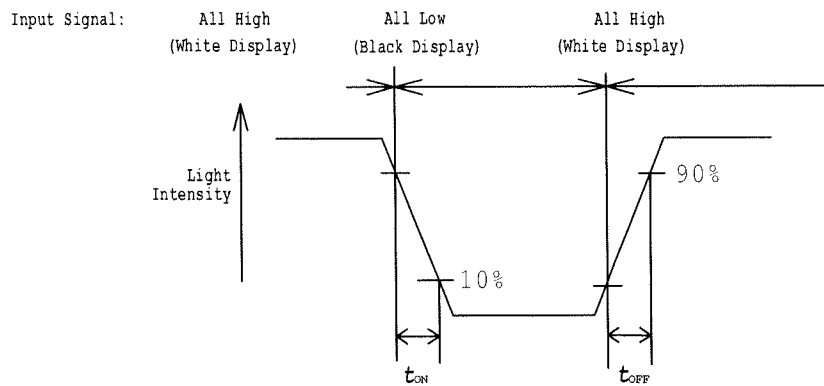 Input Signal: All High All Low All High
(White Display) (Black Display) (White Display)
Light
Intensity
90%
10%
tON tOFF